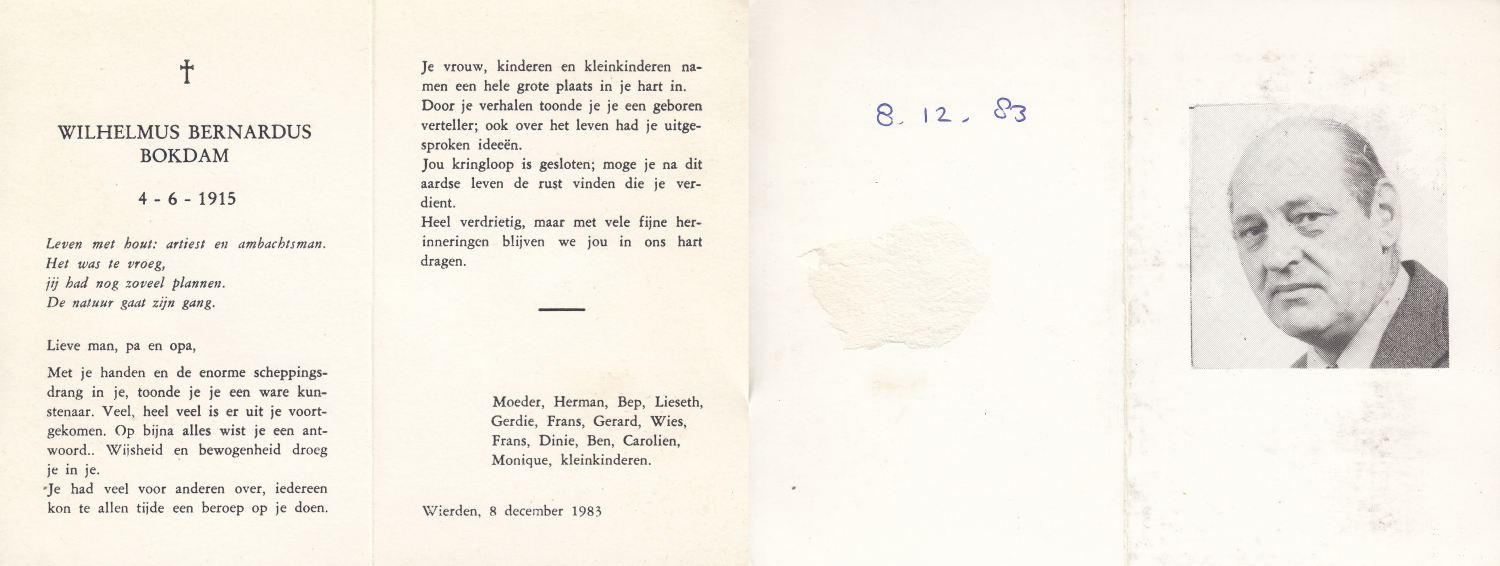 WILHELMUS BERNARDUS
BOKDAM
4 - 6 - 1915
Leven met hout: artiest en ambachtsman.
Het was te vroeg,
jij had nog zoveel plannen.
De natuur gaat zijn gang.
Lieve man, pa en opa,
Met je handen en de enorme scheppings-
drang in je, toonde je je een ware kun-
stenaar. Veel, heel veel is er uit je voort-
gekomen. Op bijna alles wist je een ant-
woord.. Wijsheid en bewogenheid droeg
je in je.
Je had veel voor anderen over, iedereen
kon te allen tijde een beroep op je doen.
Je vrouw, kinderen en kleinkinderen na-
men een hele grote plaats in je hart in.
Door je verhalen toonde je je een geboren
verteller; ook over het leven had je uitge-
sproken ideeën.
Jou kringloop is gesloten; moge je na dit
aardse leven de rust vinden die je ver-
dient.
Heel verdrietig, maar met vele fijne her-
inneringen blijven we jou in ons hart
dragen.
Moeder, Herman, Bep, Lieseth,
Gerdie, Frans, Gerard, Wies,
Frans, Dinie, Ben, Carolien,
Monique, kleinkinderen.
Wierden, 8 december 1983
8. 12. 83